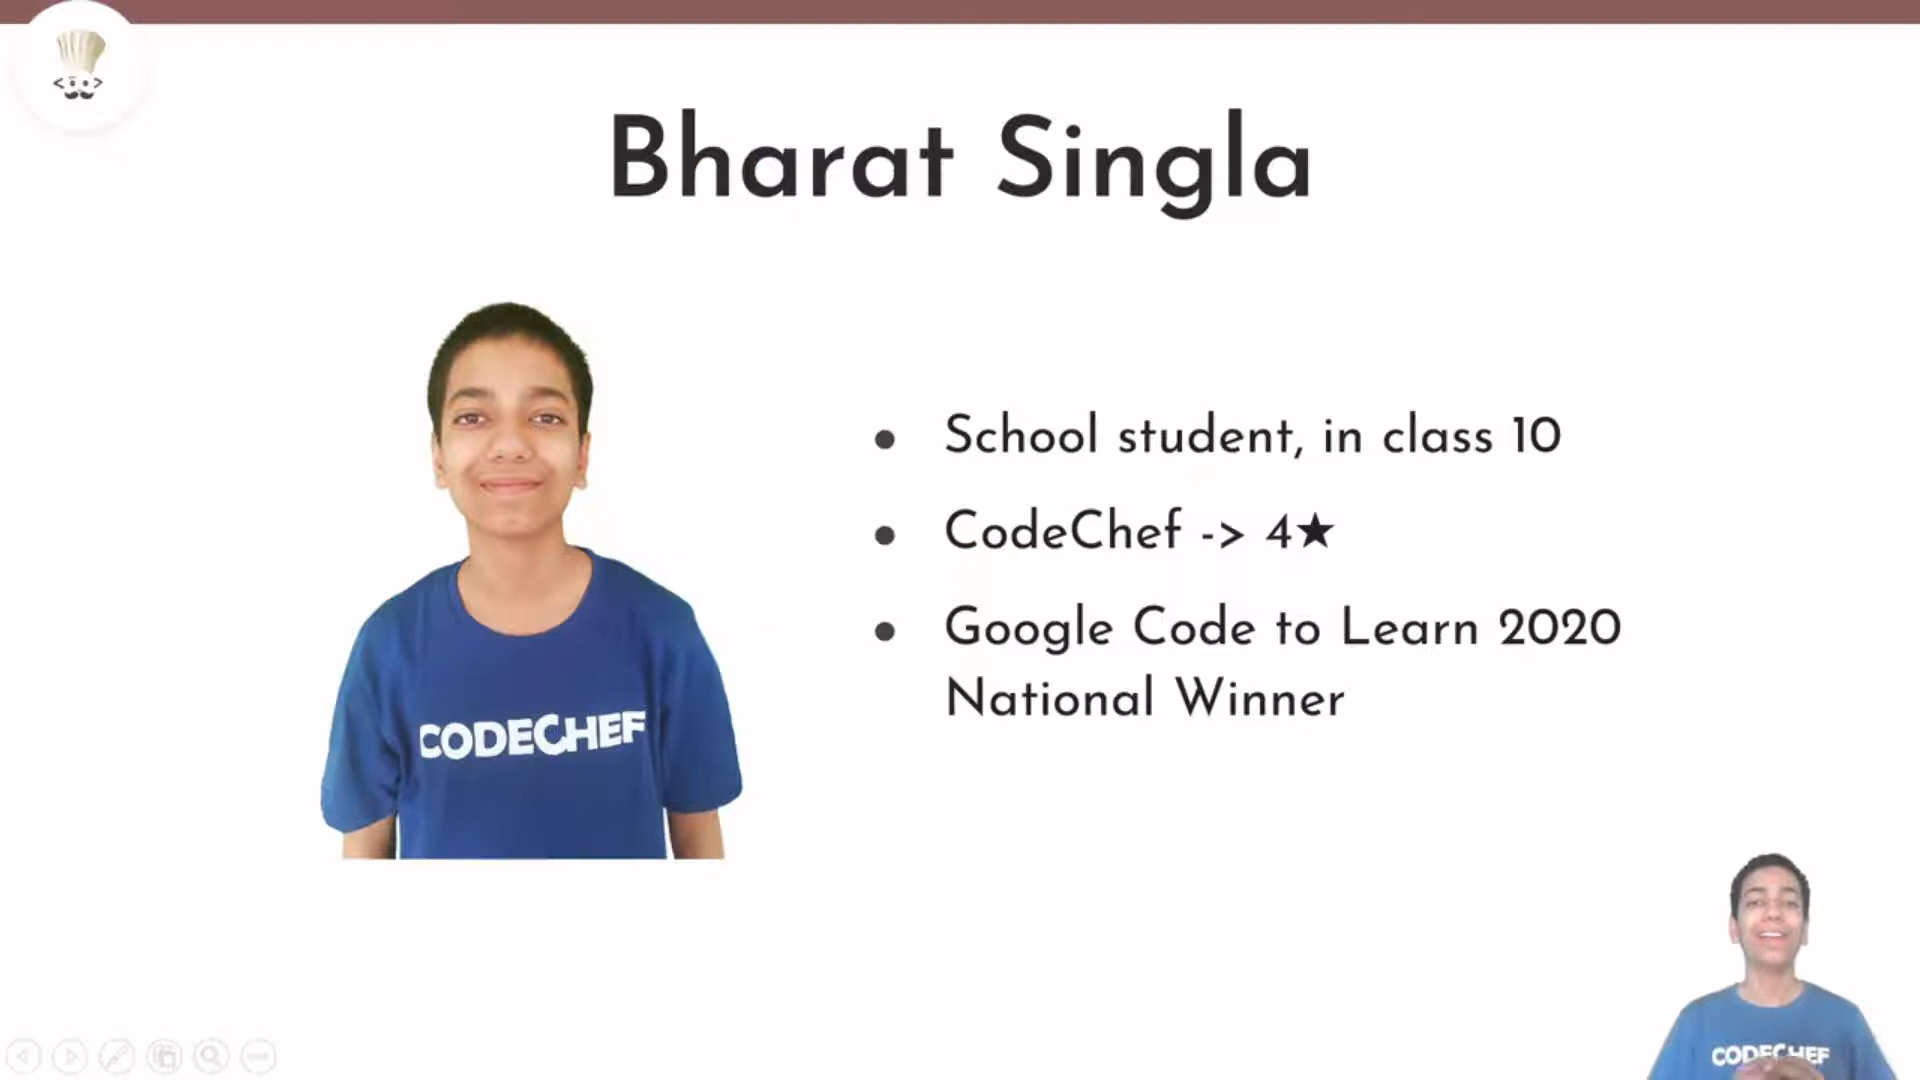 Bharat Singla
• School student, in class 10
• CodeChef -> 4★
• Google Code to Learn 2020
National Winner
CODECHEF
CODECHEF